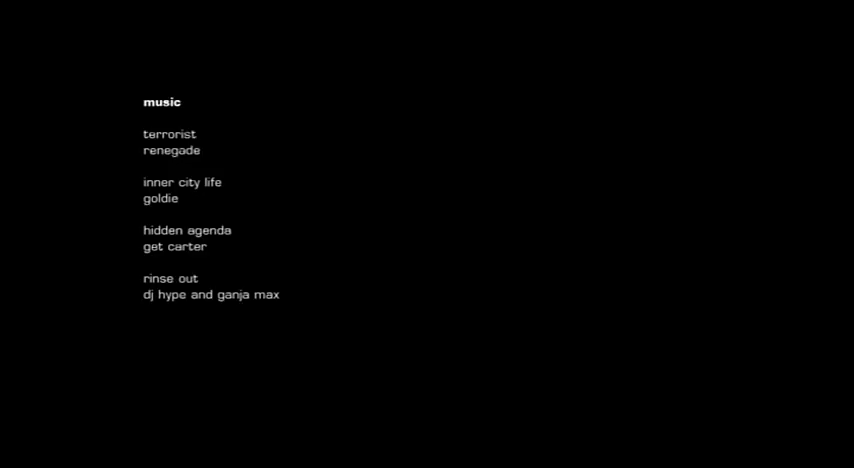 music
terrorist
renegade
inner city life
goldie
hidden agenda
get carter
rinse out
dj hype and ganja max